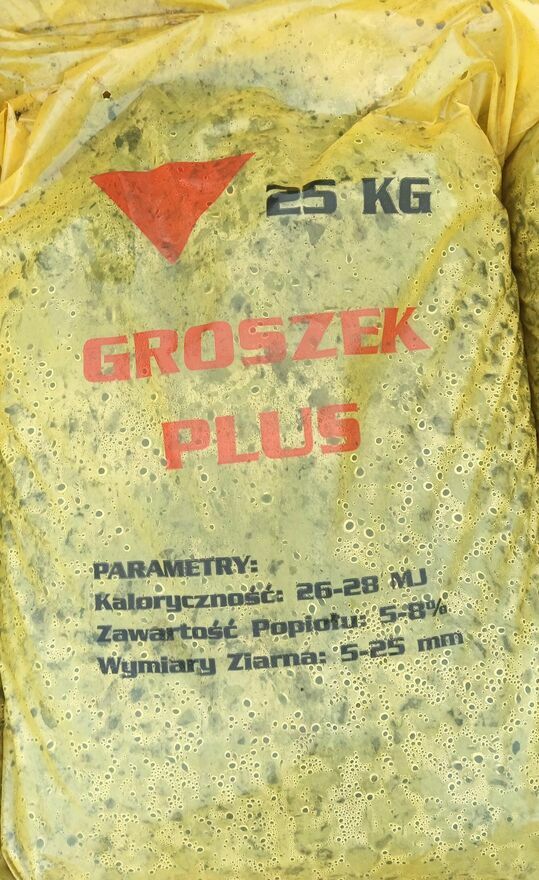 25 KG
GROSZEK
PLUS
PARAMETRY:
Kaloryczność: 26-28 MJ
Zawartość Popiołu: 5-8%
Wymiary Ziarna: 5-25 mm